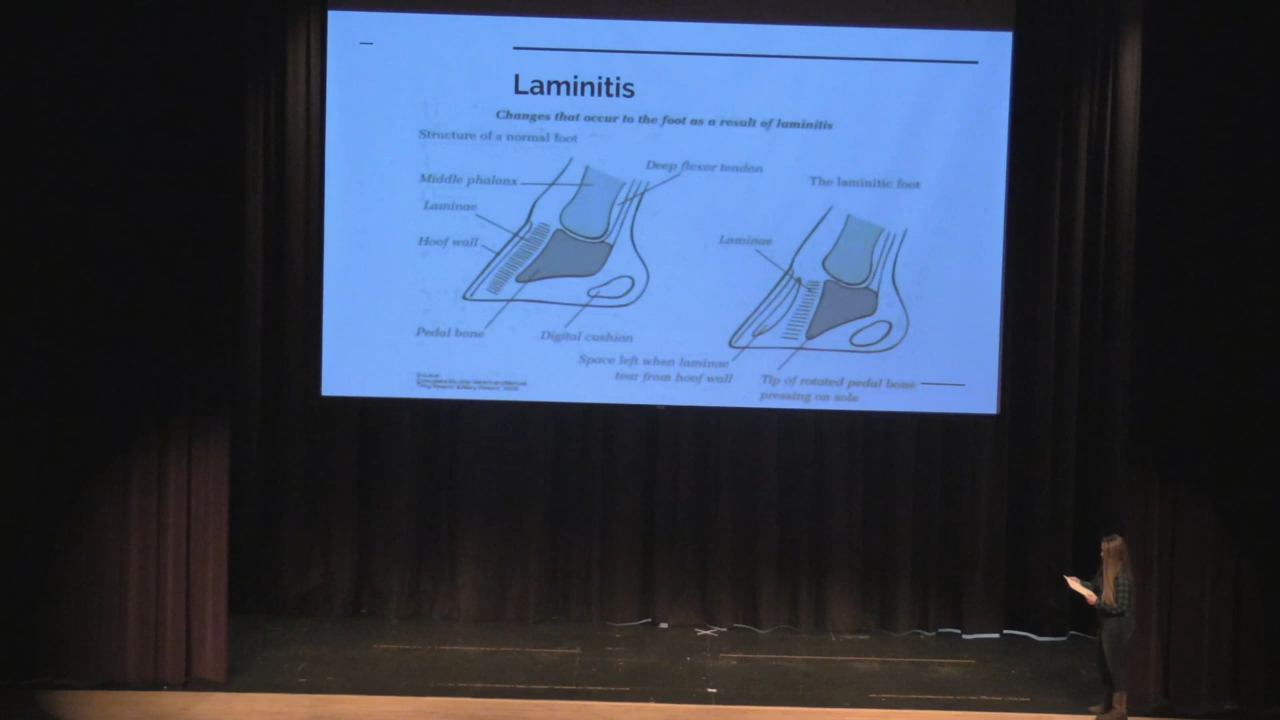 Laminitis
Changes that occur to the foot as a result of laminitis
Structure of a normal foot
Deep flexor tendon
Middle phalanx
The laminitic foot
Laminae
Hoof wall
Laminae
Pedal bone
Digital cushion
Space left when laminae
tear from hoof wall
Tip of rotated pedal bone
pressing on sole
Source: